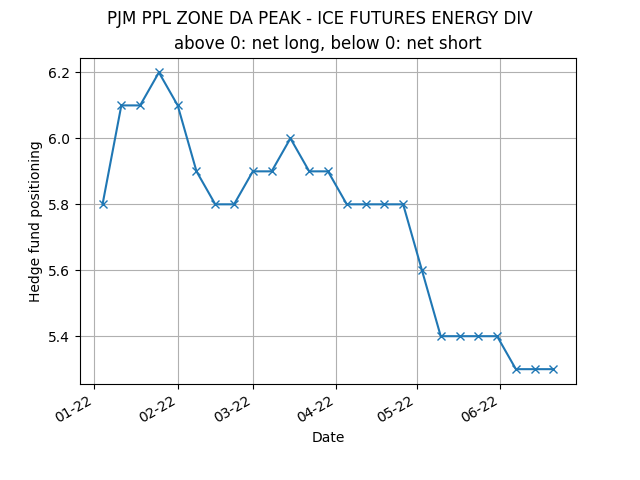 PJM PPL ZONE DA PEAK - ICE FUTURES ENERGY DIV
above 0: net long, below 0: net short
Hedge fund positioning
6.2
6.0
5.8
5.6
5.4
01-22
02-22
03-22
04-22
05-22
06-22
Date